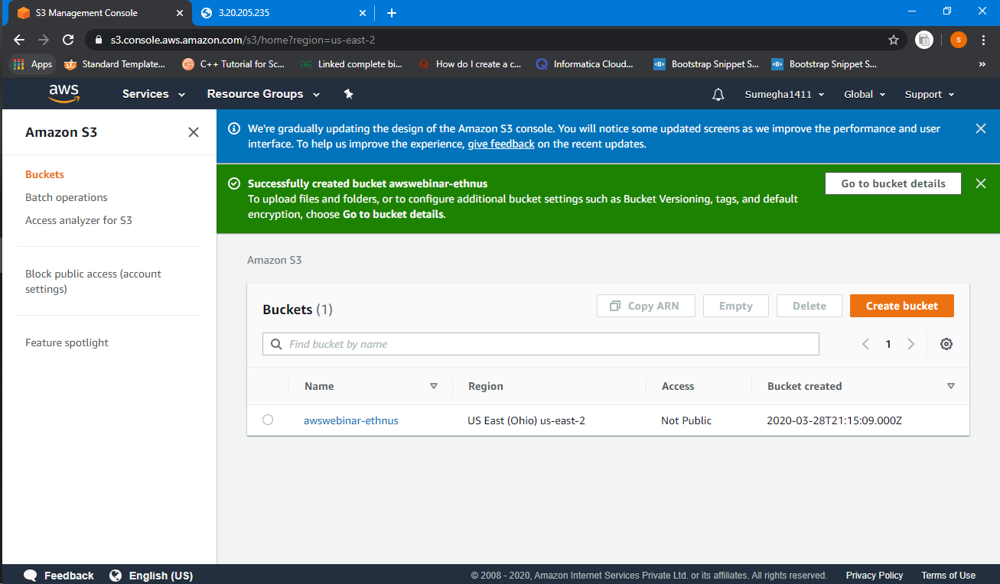 S3 Management Console
3.20.205.235
s3.console.aws.amazon.com/s3/home?region=us-east-2
S
Apps
Standard Template...
C++ Tutorial for Sc...
Linked complete bi...
How do I create a c...
Informatica Cloud...
<B> Bootstrap Snippet S...
<B> Bootstrap Snippet S...
»
aws
Services
Resource Groups
Sumegha1411
Global
Support
Amazon S3
Buckets
Batch operations
Access analyzer for S3
Block public access (account
settings)
Feature spotlight
We're gradually updating the design of the Amazon S3 console. You will notice some updated screens as we improve the performance and user
interface. To help us improve the experience, give feedback on the recent updates.
Successfully created bucket awswebinar-ethnus
To upload files and folders, or to configure additional bucket settings such as Bucket Versioning, tags, and default
encryption, choose Go to bucket details.
Go to bucket details
Amazon S3
Buckets (1)
Copy ARN
Empty
Delete
Create bucket
Find bucket by name
1
Name
Region
Access
Bucket created
awswebinar-ethnus
US East (Ohio) us-east-2
Not Public
2020-03-28T21:15:09.000Z
Feedback
English (US)
© 2008 - 2020, Amazon Internet Services Private Ltd. or its affiliates. All rights reserved.
Privacy Policy
Terms of Use